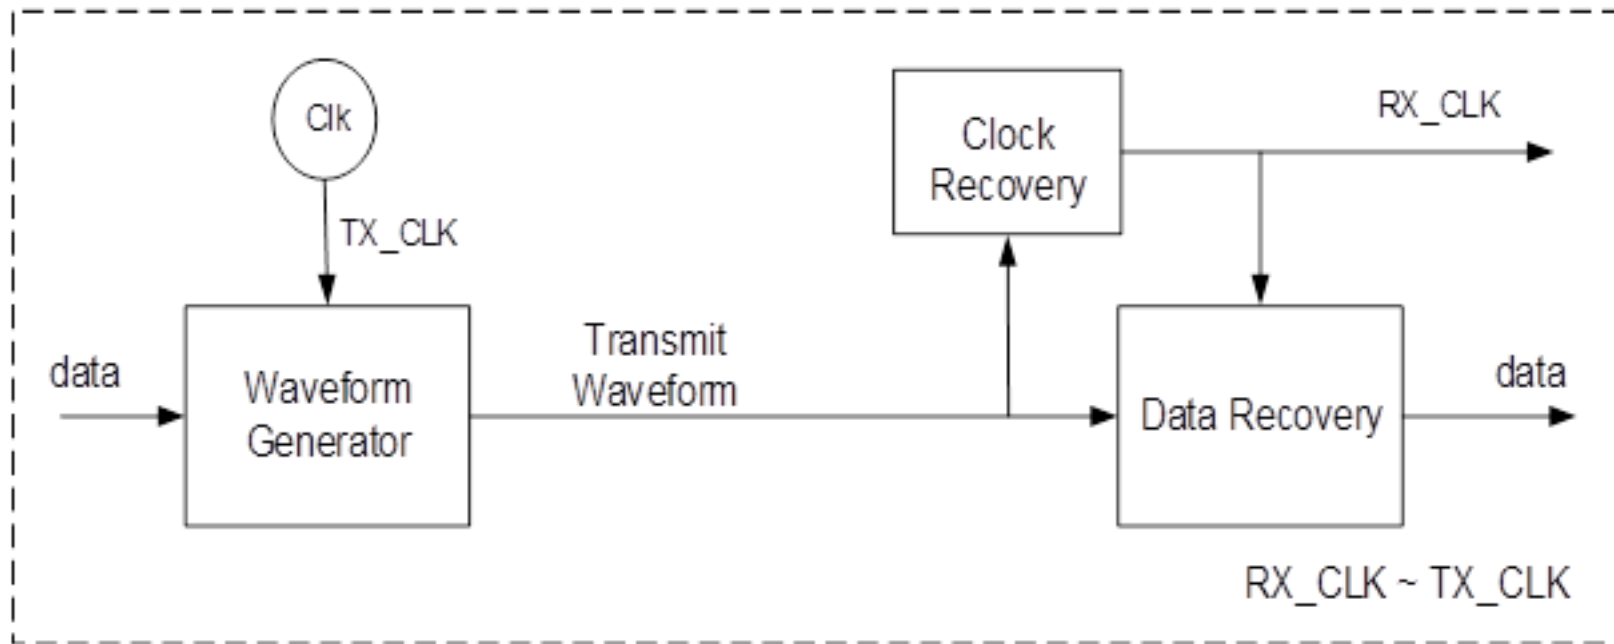 Clk
TX_CLK
data
Waveform
Generator
Transmit
Waveform
Clock
Recovery
RX_CLK
Data Recovery
data
RX_CLK ~ TX_CLK